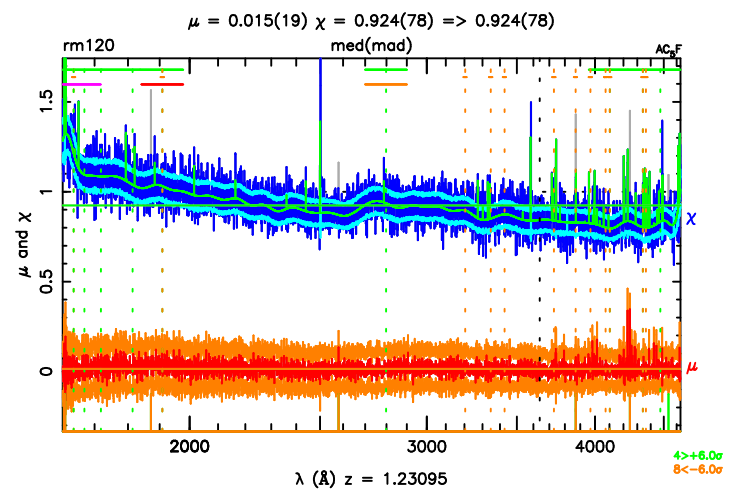 μ = 0.015(19) χ = 0.924(78) => 0.924(78)
rm120 med(mad) AC5F
1.5
1
0.5
0
μ and χ
χ
μ
2000 3000 4000
4>+6.0σ
8<-6.0σ
λ (Å) z = 1.23095